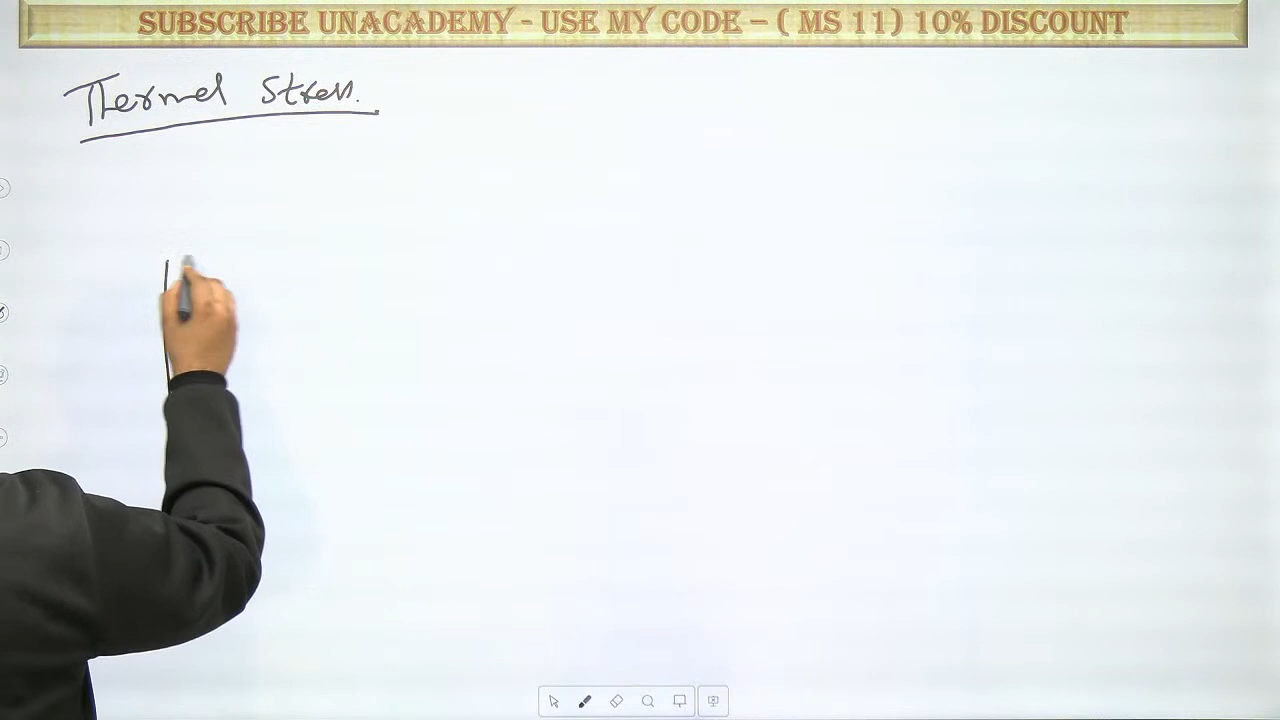 SUBSCRIBE UNACADEMY - USE MY CODE – ( MS 11) 10% DISCOUNT
Thermal Stress.